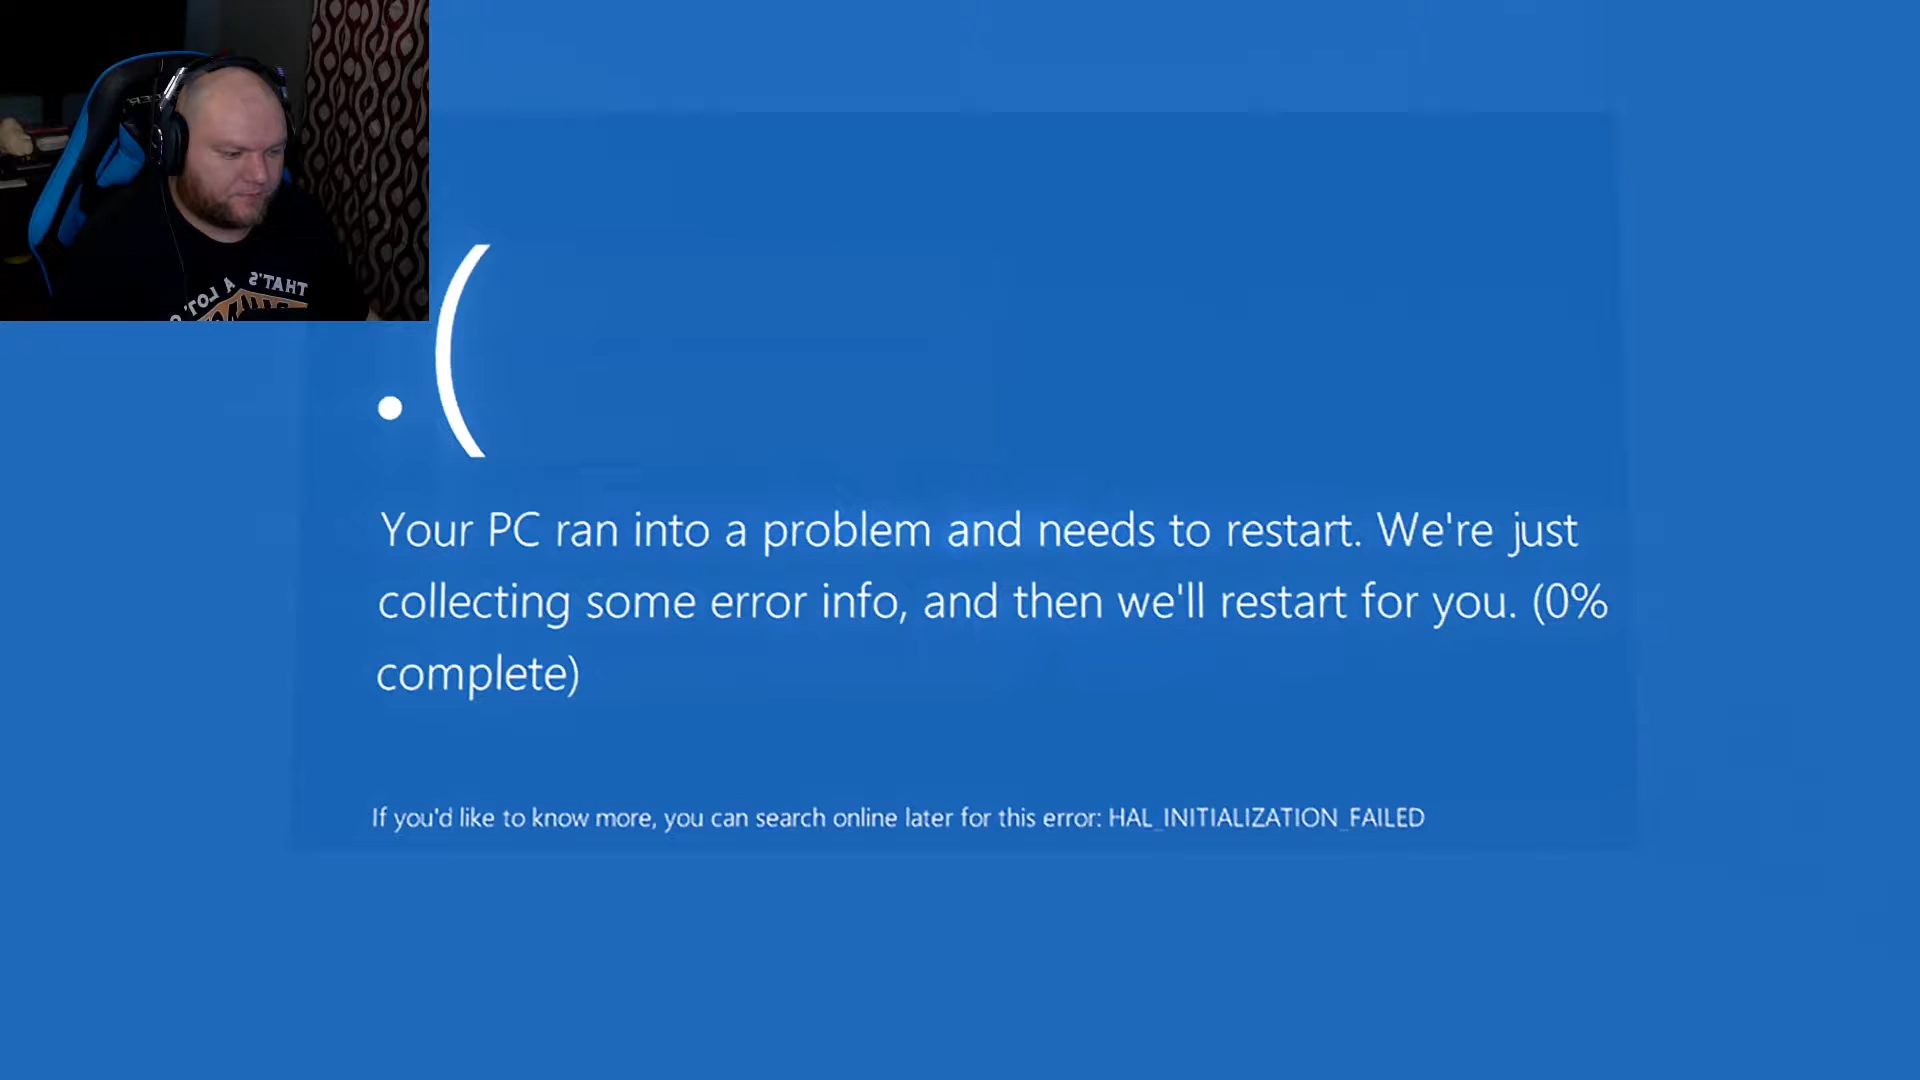 THAT'S A LOT
:(
Your PC ran into a problem and needs to restart. We're just
collecting some error info, and then we'll restart for you. (0%
complete)
If you'd like to know more, you can search online later for this error: HAL_INITIALIZATION_FAILED